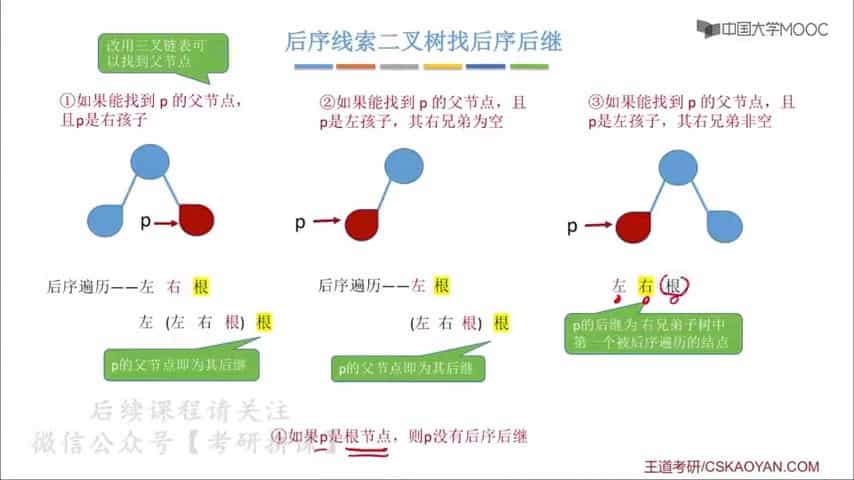 改用三叉链表可
以找到父节点
后序线索二叉树找后序后继
中国大学MOOC
①如果能找到 p 的父节点，
且p是右孩子
②如果能找到 p 的父节点，且
p是左孩子，其右兄弟为空
③如果能找到 p 的父节点，且
p是左孩子，其右兄弟非空
p
p
p
后序遍历——左 右 根
左 (左 右 根) 根
p的父节点即为其后继
后序遍历——左 根
(左 右 根) 根
p的父节点即为其后继
左 右 (根)
p的后继为右兄弟子树中
第一个被后序遍历的结点
后续课程请关注
微信公众号【考研拼课】
④如果p是根节点，则p没有后序后继
王道考研/CSKAOYAN.COM